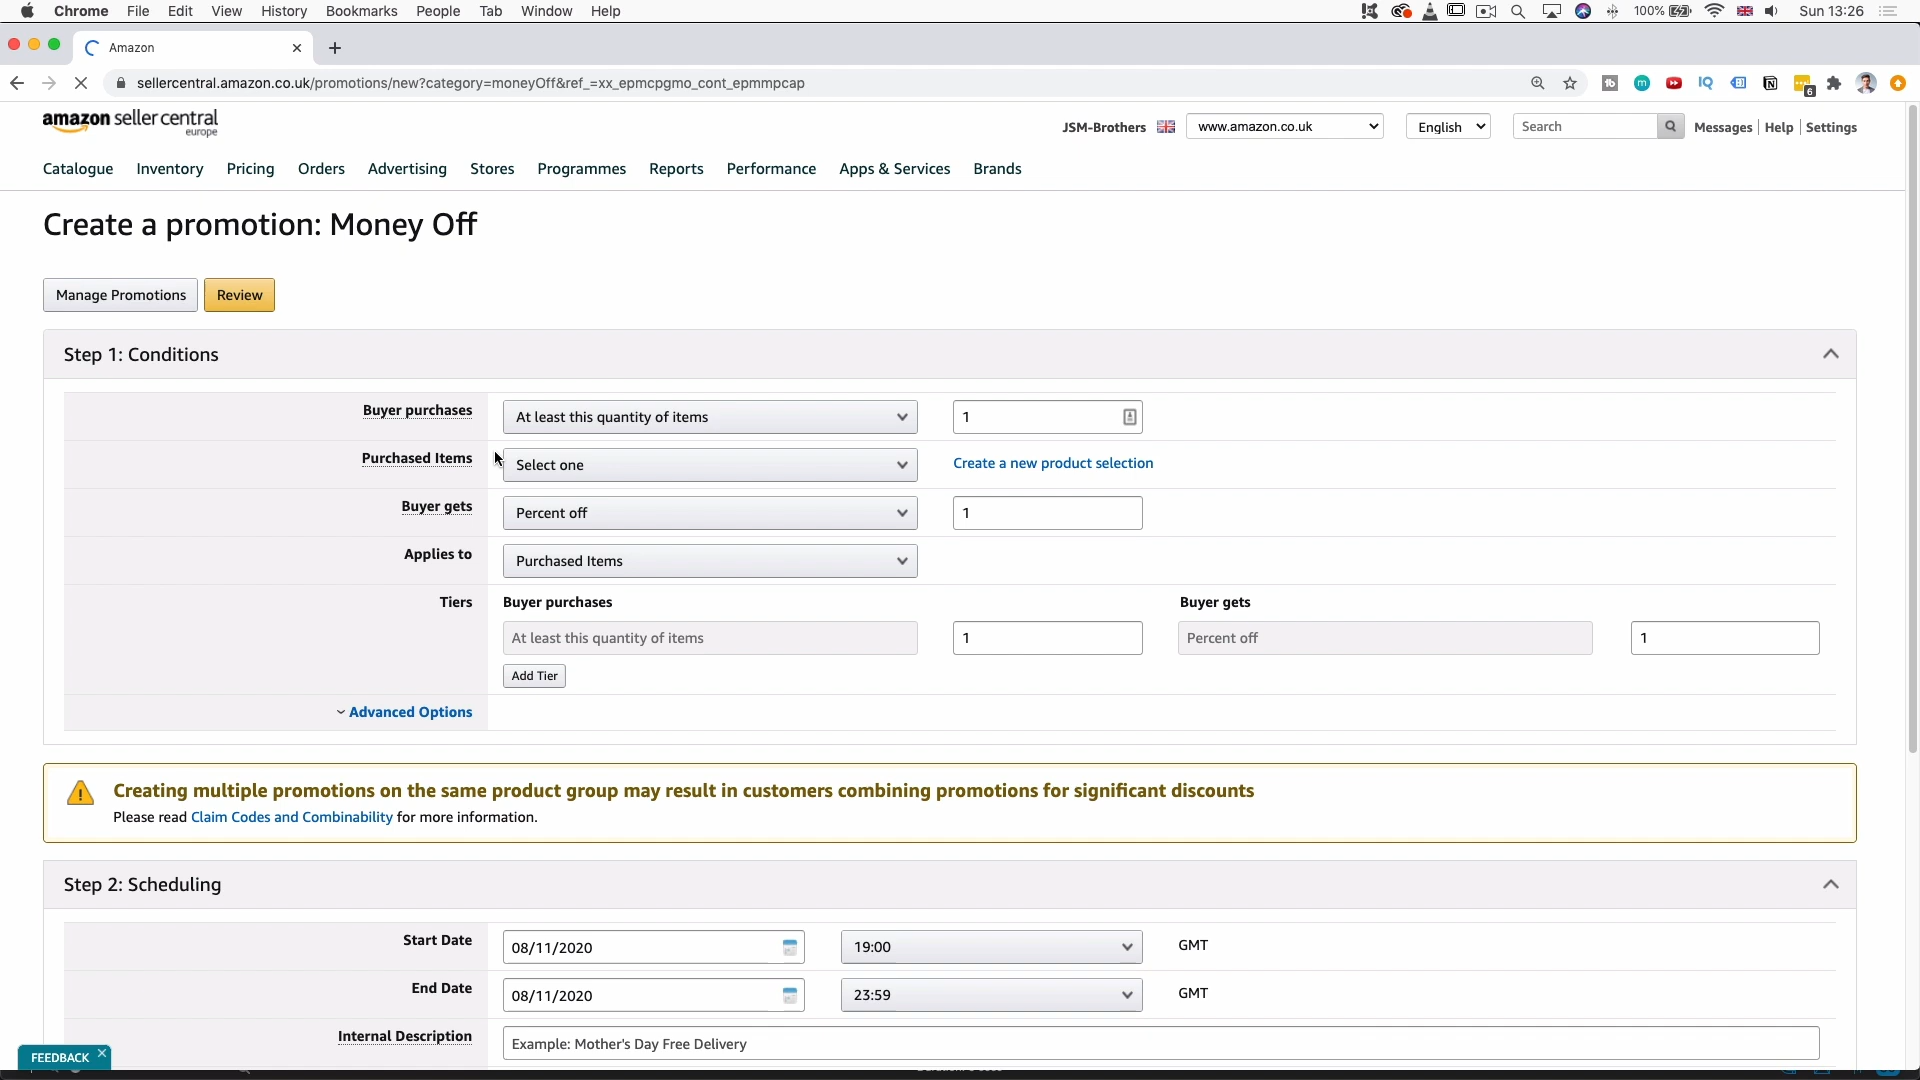 Chrome File Edit View History Bookmarks People Tab Window Help 100% Sun 13:26
Amazon
sellercentral.amazon.co.uk/promotions/new?category=moneyOff&ref_=xx_epmcpgmo_cont_epmmpcap
amazon seller central
europe
JSM-Brothers www.amazon.co.uk English Search Messages Help Settings
Catalogue Inventory Pricing Orders Advertising Stores Programmes Reports Performance Apps & Services Brands
Create a promotion: Money Off
Manage Promotions Review
Step 1: Conditions
Buyer purchases At least this quantity of items 1
Purchased Items Select one Create a new product selection
Buyer gets Percent off 1
Applies to Purchased Items
Tiers Buyer purchases Buyer gets
At least this quantity of items 1 Percent off 1
Add Tier
Advanced Options
Creating multiple promotions on the same product group may result in customers combining promotions for significant discounts
Please read Claim Codes and Combinability for more information.
Step 2: Scheduling
Start Date 08/11/2020 19:00 GMT
End Date 08/11/2020 23:59 GMT
Internal Description Example: Mother's Day Free Delivery
FEEDBACK